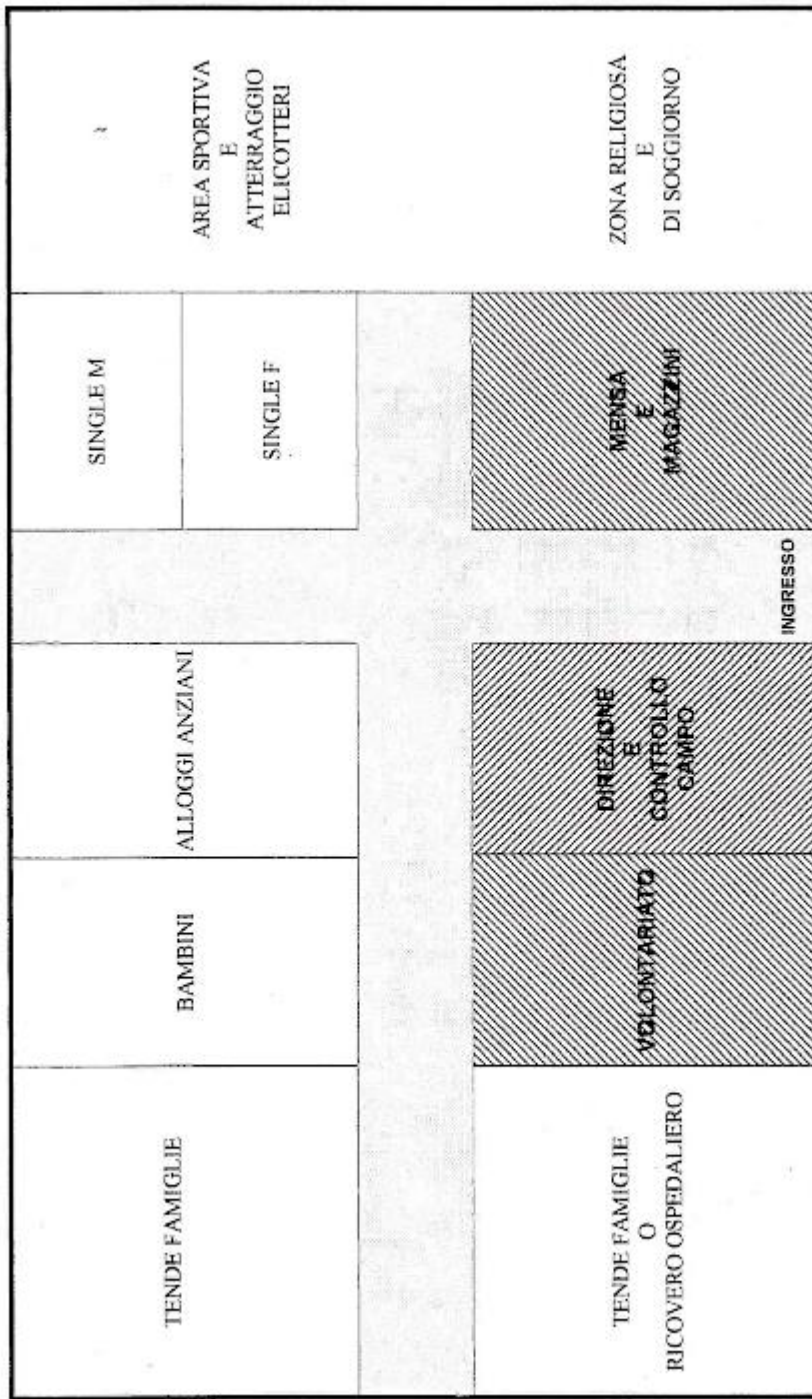 TENDE FAMIGLIE
BAMBINI
ALLOGGI ANZIANI
SINGLE M
SINGLE F
AREA SPORTIVA
E
ATTERRAGGIO
ELICOTTERI
TENDE FAMIGLIE
O
RICOVERO OSPEDALIERO
VOLONTARIATO
DIREZIONE
E
CONTROLLO
CAMPO
INGRESSO
MENSA
E
MAGAZZINI
ZONA RELIGIOSA
E
DI SOGGIORNO